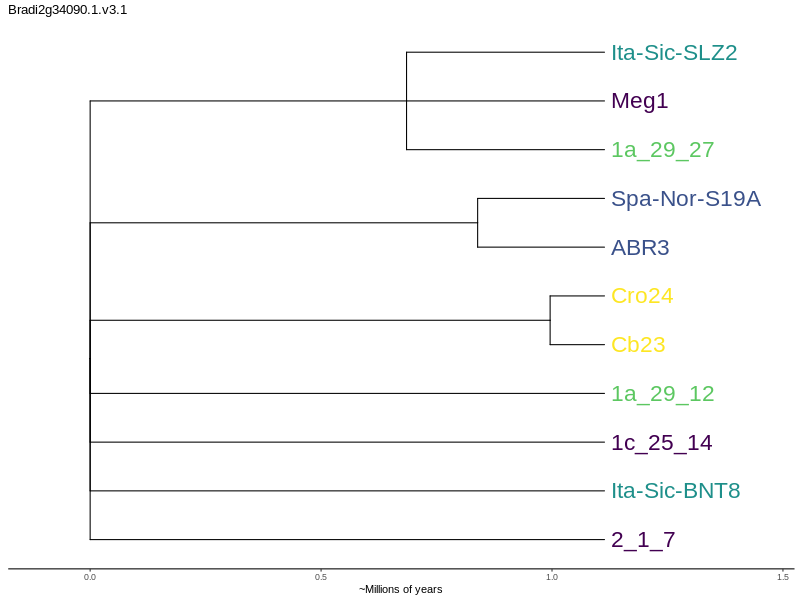 Bradi2g34090.1.v3.1
Ita-Sic-SLZ2
Meg1
1a_29_27
Spa-Nor-S19A
ABR3
Cro24
Cb23
1a_29_12
1c_25_14
Ita-Sic-BNT8
2_1_7
0.0 0.5 1.0 1.5
~Millions of years